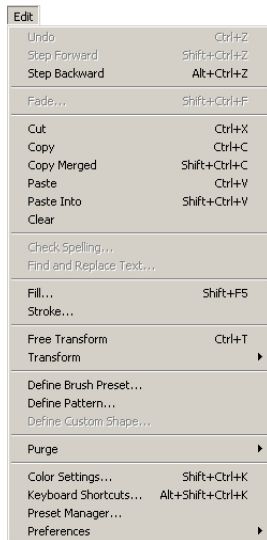 Edit
Undo Ctrl+Z
Step Forward Shift+Ctrl+Z
Step Backward Alt+Ctrl+Z
Fade... Shift+Ctrl+F
Cut Ctrl+X
Copy Ctrl+C
Copy Merged Shift+Ctrl+C
Paste Ctrl+V
Paste Into Shift+Ctrl+V
Clear
Check Spelling...
Find and Replace Text...
Fill... Shift+F5
Stroke...
Free Transform Ctrl+T
Transform
Define Brush Preset...
Define Pattern...
Define Custom Shape...
Purge
Color Settings... Shift+Ctrl+K
Keyboard Shortcuts... Alt+Shift+Ctrl+K
Preset Manager...
Preferences